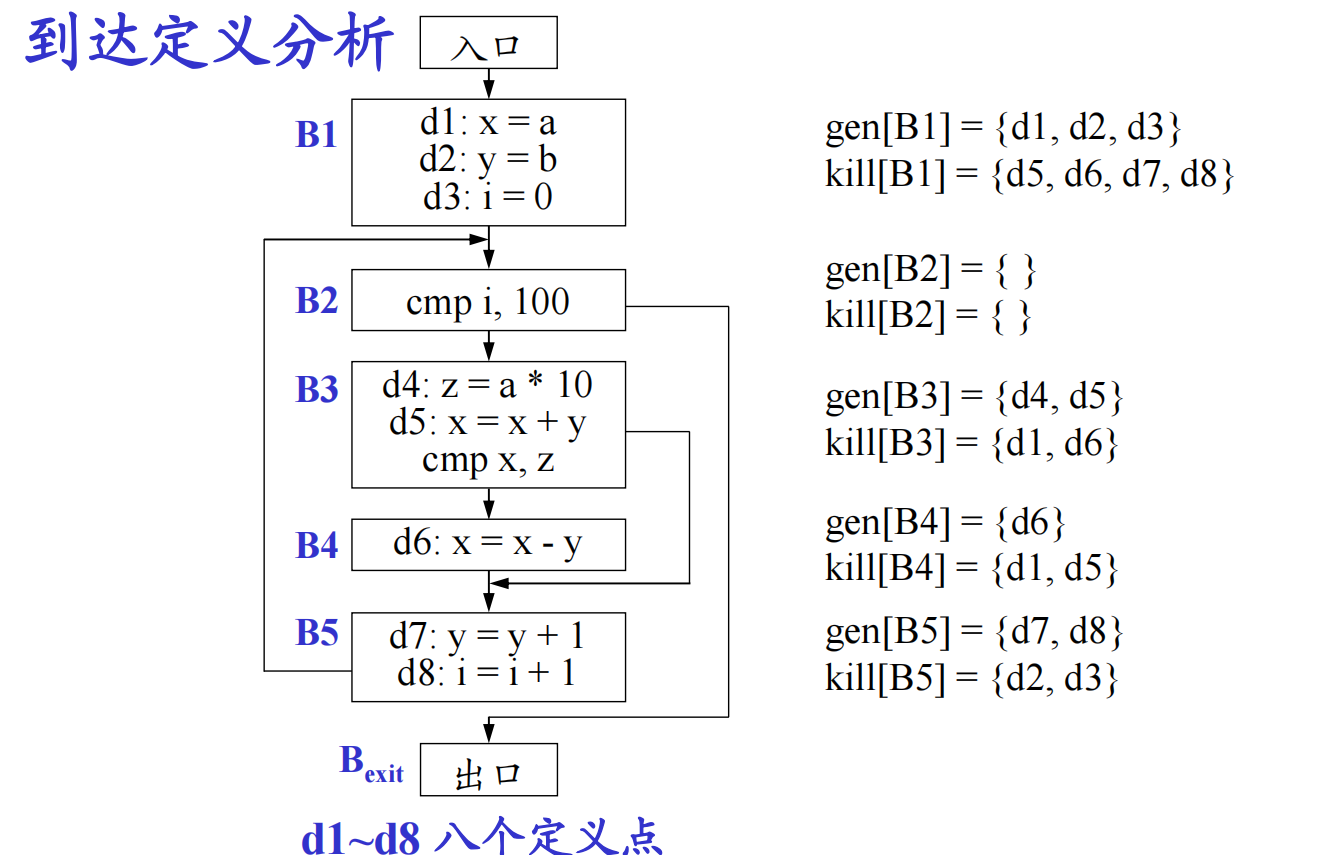 到达定义分析
入口
B1
d1: x = a
d2: y = b
d3: i = 0
gen[B1] = {d1, d2, d3}
kill[B1] = {d5, d6, d7, d8}
B2
cmp i, 100
gen[B2] = { }
kill[B2] = { }
B3
d4: z = a * 10
d5: x = x + y
cmp x, z
gen[B3] = {d4, d5}
kill[B3] = {d1, d6}
B4
d6: x = x - y
gen[B4] = {d6}
kill[B4] = {d1, d5}
B5
d7: y = y + 1
d8: i = i + 1
gen[B5] = {d7, d8}
kill[B5] = {d2, d3}
Bexit
出口
d1~d8 八个定义点